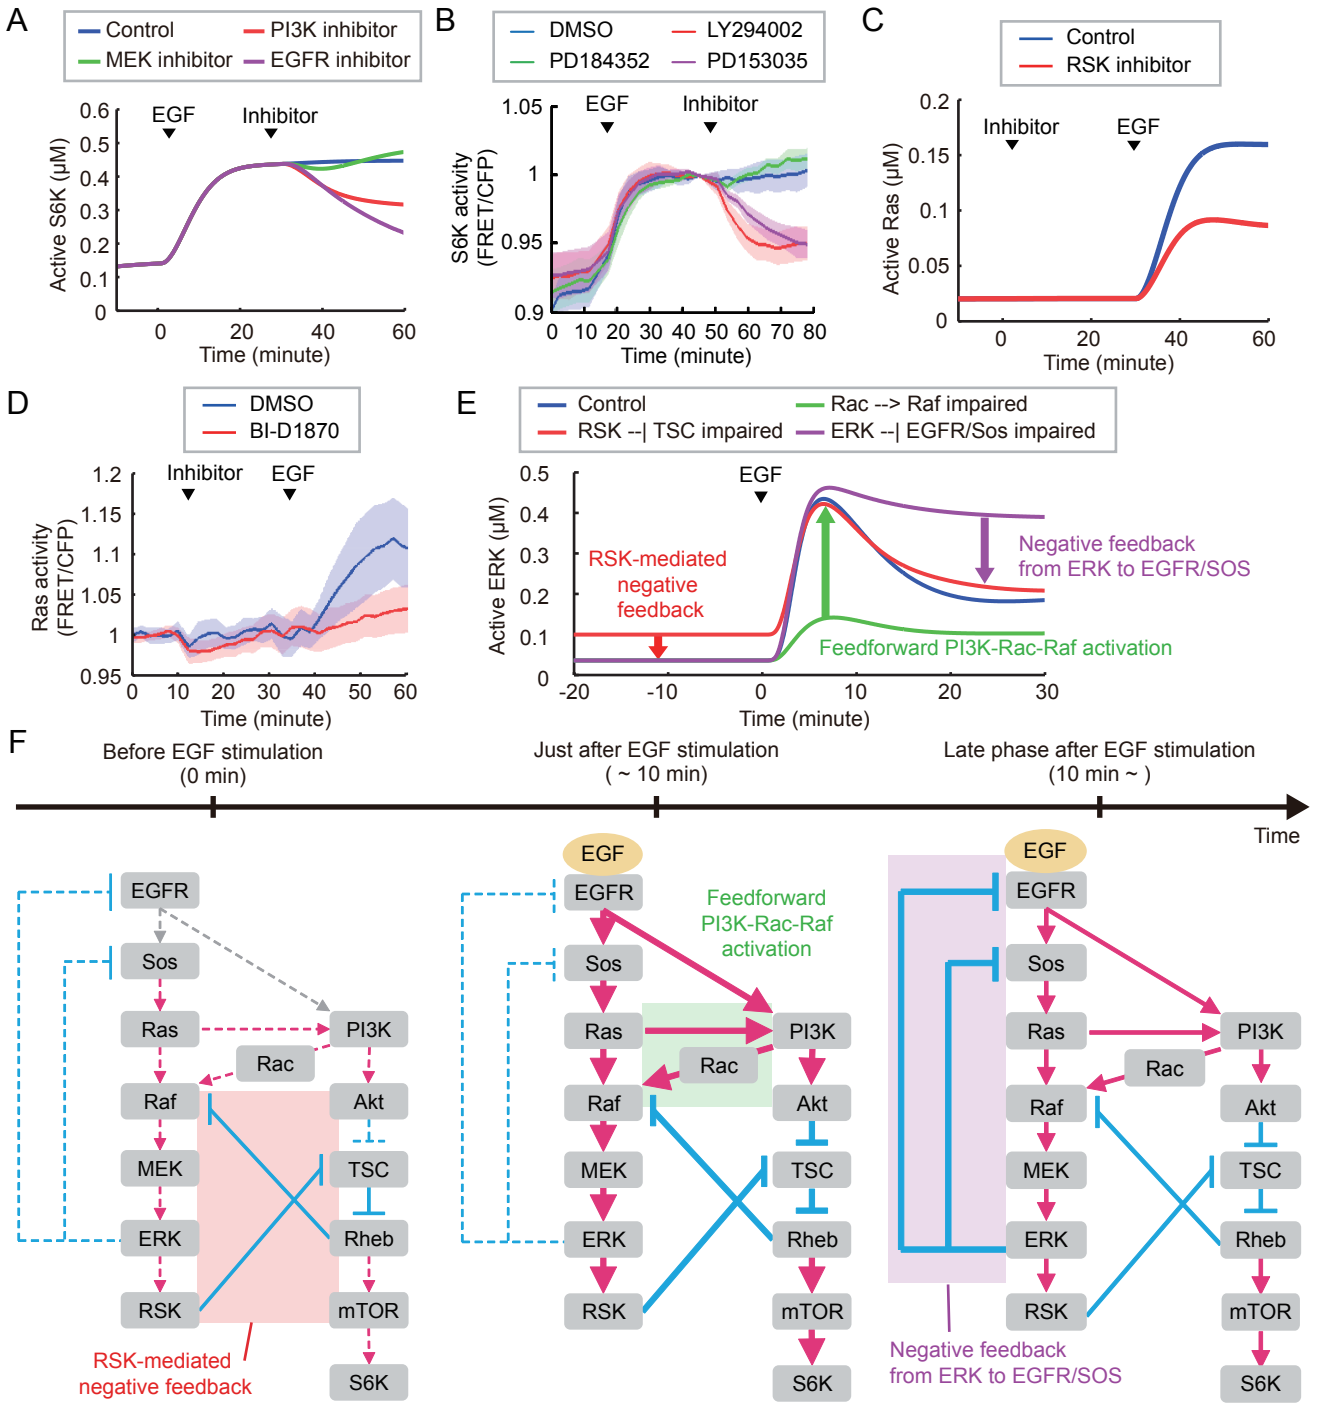 A
Control
PI3K inhibitor
MEK inhibitor
EGFR inhibitor
EGF
Inhibitor
Active S6K (μM)
0.6
0.5
0.4
0.3
0.2
0.1
0
0 20 40 60
Time (minute)
B
DMSO
LY294002
PD184352
PD153035
EGF
Inhibitor
S6K activity
(FRET/CFP)
1.05
1
0.95
0.9
0 10 20 30 40 50 60 70 80
Time (minute)
C
Control
RSK inhibitor
Inhibitor
EGF
Active Ras (μM)
0.2
0.15
0.1
0.05
0
0 20 40 60
Time (minute)
D
DMSO
BI-D1870
Inhibitor
EGF
Ras activity
(FRET/CFP)
1.2
1.15
1.1
1.05
1
0.95
0 10 20 30 40 50 60
Time (minute)
E
Control
Rac --> Raf impaired
RSK --| TSC impaired
ERK --| EGFR/Sos impaired
EGF
Active ERK (μM)
0.5
0.4
0.3
0.2
0.1
0
-20 -10 0 10 20 30
Time (minute)
RSK-mediated
negative
feedback
Negative feedback
from ERK to EGFR/SOS
Feedforward PI3K-Rac-Raf activation
F
Before EGF stimulation
(0 min)
Just after EGF stimulation
( ~ 10 min)
Late phase after EGF stimulation
(10 min ~ )
Time
EGFR
Sos
Ras
PI3K
Rac
Raf
Akt
MEK
TSC
ERK
Rheb
RSK
mTOR
S6K
RSK-mediated
negative feedback
EGF
EGFR
Feedforward
PI3K-Rac-Raf
activation
Sos
Ras
PI3K
Rac
Raf
Akt
MEK
TSC
ERK
Rheb
RSK
mTOR
S6K
EGF
EGFR
Sos
Ras
PI3K
Rac
Raf
Akt
MEK
TSC
ERK
Rheb
RSK
mTOR
S6K
Negative feedback
from ERK to EGFR/SOS